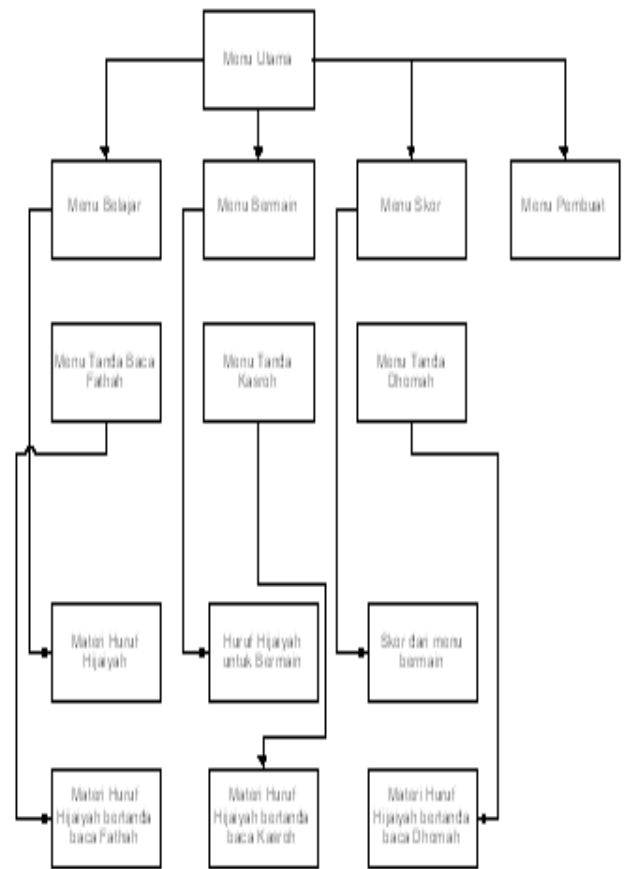 Menu Utama
Menu Belajar
Menu Bermain
Menu Skor
Menu Pembuat
Menu Tanda Baca
Fathah
Menu Tanda
Kasroh
Menu Tanda
Dhomah
Materi Huruf
Hijaiyah
Huruf Hijaiyah
untuk Bermain
Skor dari menu
bermain
Materi Huruf
Hijaiyah bertanda
baca Fathah
Materi Huruf
Hijaiyah bertanda
baca Kasroh
Materi Huruf
Hijaiyah bertanda
baca Dhomah